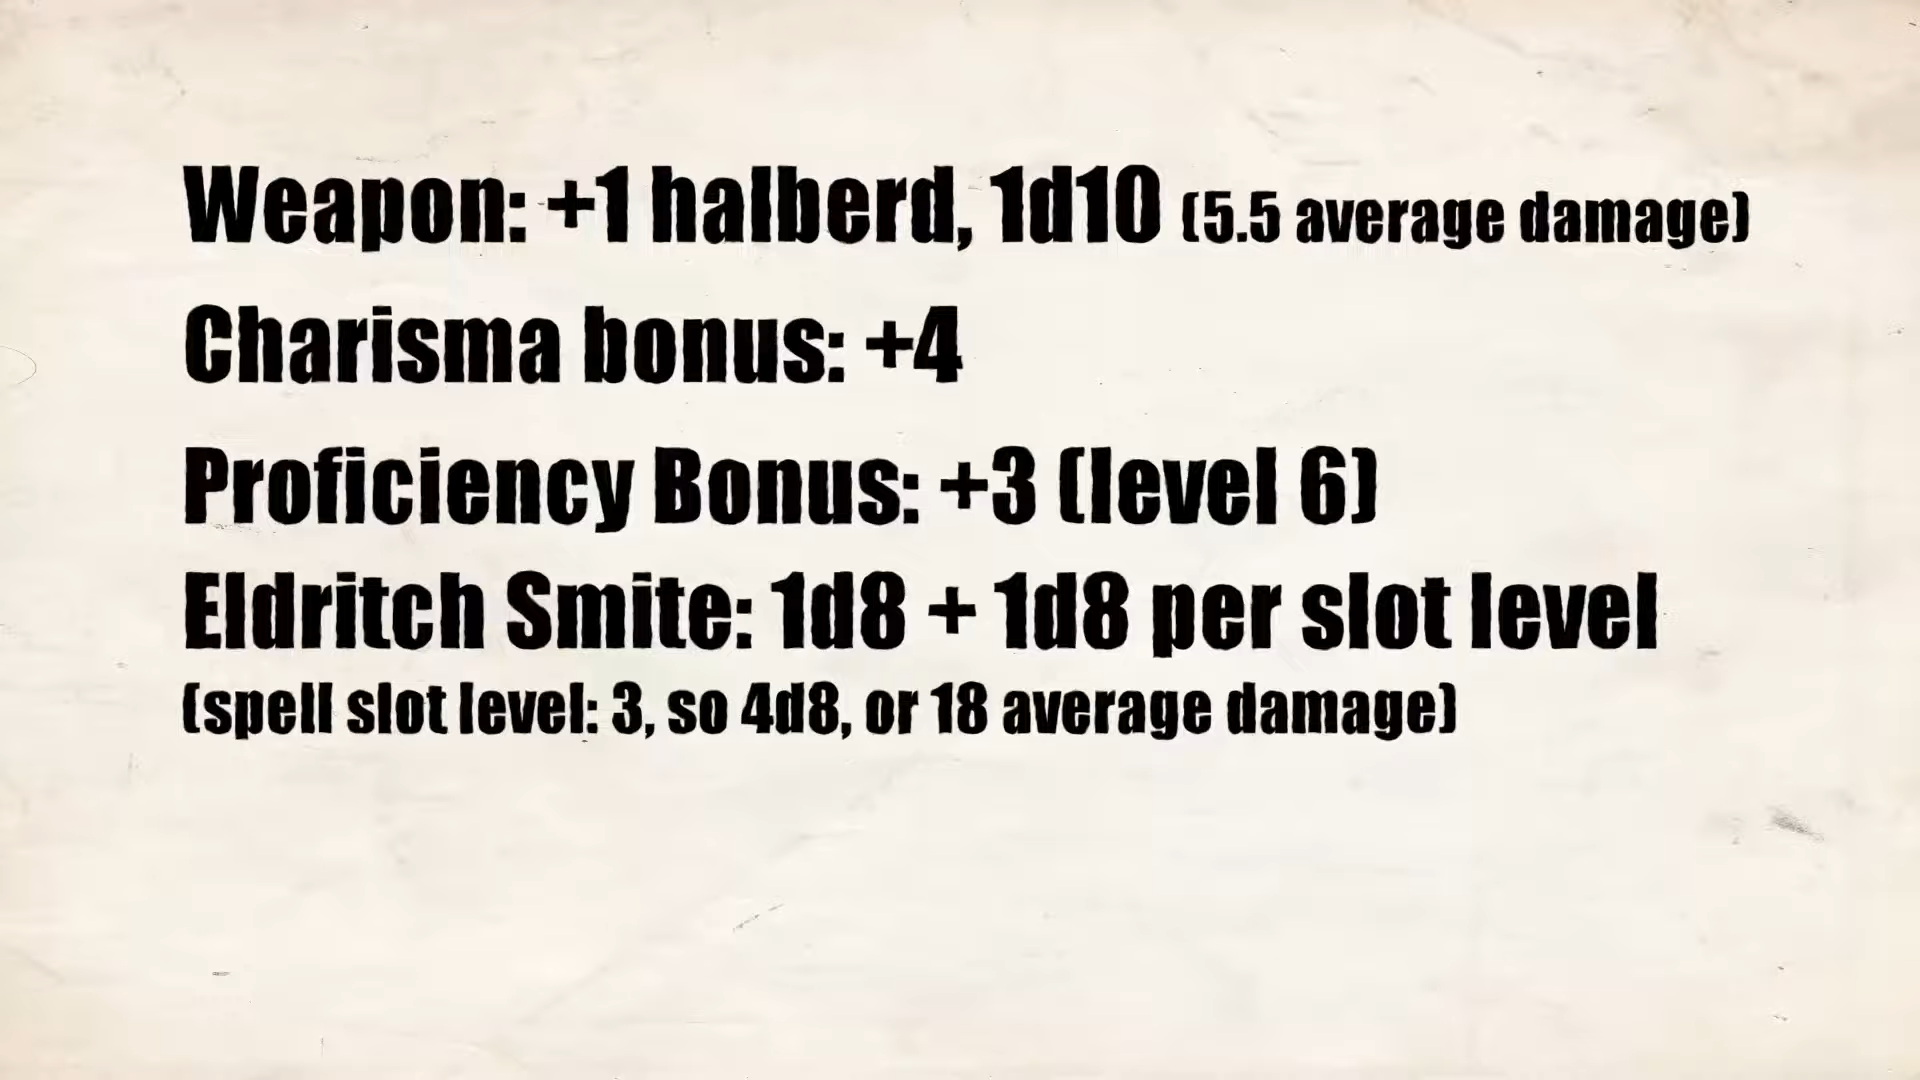 Weapon: +1 halberd, 1d10 (5.5 average damage)
Charisma bonus: +4
Proficiency Bonus: +3 (level 6)
Eldritch Smite: 1d8 + 1d8 per slot level
(spell slot level: 3, so 4d8, or 18 average damage)